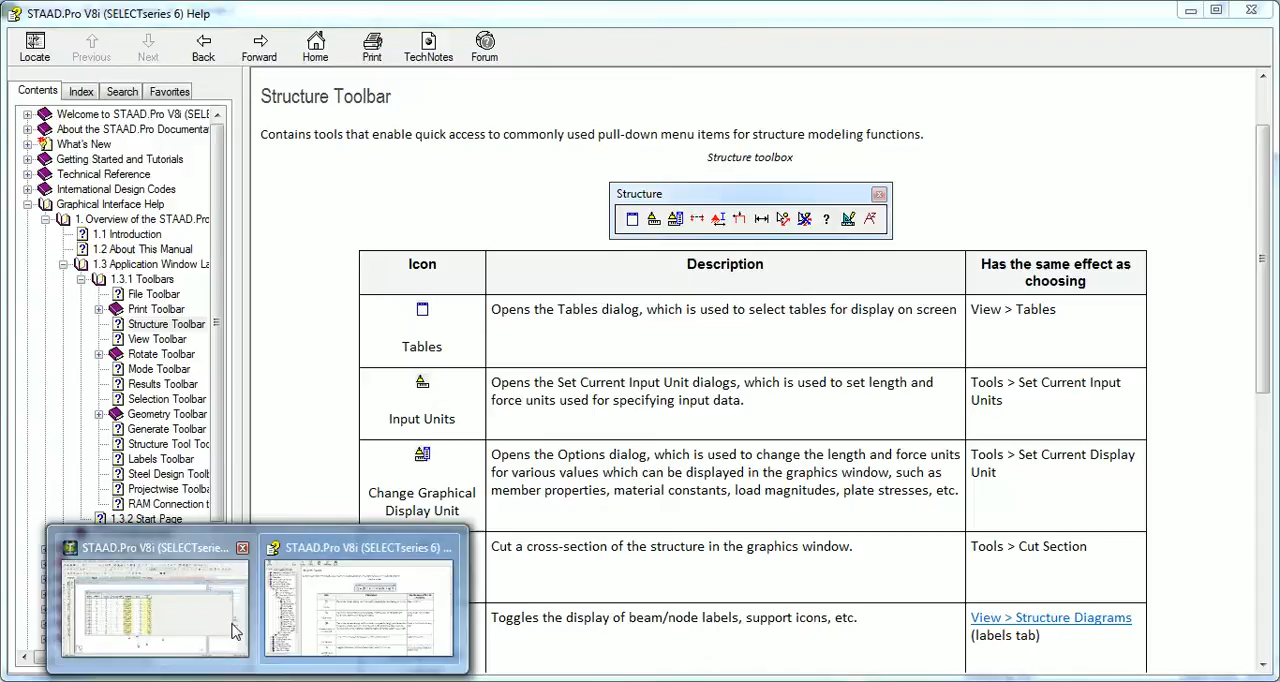 STAAD.Pro V8i (SELECTseries 6) Help
Locate Previous Next Back Forward Home Print TechNotes Forum
Contents Index Search Favorites
Welcome to STAAD.Pro V8i (SELE
About the STAAD.Pro Documenta
What's New
Getting Started and Tutorials
Technical Reference
International Design Codes
Graphical Interface Help
1. Overview of the STAAD.Prc
1.1 Introduction
1.2 About This Manual
1.3 Application Window La
1.3.1 Toolbars
File Toolbar
Print Toolbar
Structure Toolbar
View Toolbar
Rotate Toolbar
Mode Toolbar
Results Toolbar
Selection Toolbar
Geometry Toolbar
Generate Toolbar
Structure Tool Toc
Labels Toolbar
Steel Design Toolb
Projectwise Toolba
RAM Connection t
1.3.2 Start Page
Structure Toolbar
Contains tools that enable quick access to commonly used pull-down menu items for structure modeling functions.
Structure toolbox
Structure
Icon Description Has the same effect as choosing
Tables
Opens the Tables dialog, which is used to select tables for display on screen
View > Tables
Input Units
Opens the Set Current Input Unit dialogs, which is used to set length and
force units used for specifying input data.
Tools > Set Current Input
Units
Change Graphical
Display Unit
Opens the Options dialog, which is used to change the length and force units
for various values which can be displayed in the graphics window, such as
member properties, material constants, load magnitudes, plate stresses, etc.
Tools > Set Current Display
Unit
Cut a cross-section of the structure in the graphics window.
Tools > Cut Section
Toggles the display of beam/node labels, support icons, etc.
View > Structure Diagrams
(labels tab)
STAAD.Pro V8i (SELECTserie...
STAAD.Pro V8i (SELECTseries 6) ...